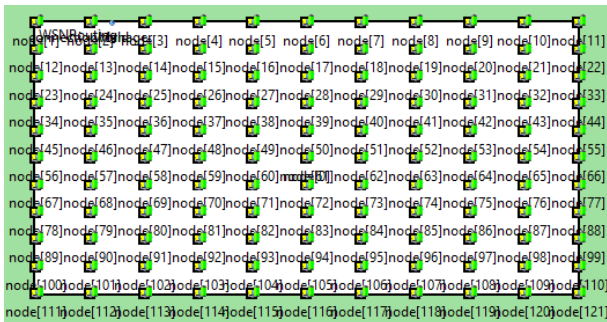 WSNRouting
node[3] node[4] node[5] node[6] node[7] node[8] node[9] node[10] node[11]
node[12] node[13] node[14] node[15] node[16] node[17] node[18] node[19] node[20] node[21] node[22]
node[23] node[24] node[25] node[26] node[27] node[28] node[29] node[30] node[31] node[32] node[33]
node[34] node[35] node[36] node[37] node[38] node[39] node[40] node[41] node[42] node[43] node[44]
node[45] node[46] node[47] node[48] node[49] node[50] node[51] node[52] node[53] node[54] node[55]
node[56] node[57] node[58] node[59] node[60] node[62] node[63] node[64] node[65] node[66]
node[67] node[68] node[69] node[70] node[71] node[72] node[73] node[74] node[75] node[76] node[77]
node[78] node[79] node[80] node[81] node[82] node[83] node[84] node[85] node[86] node[87] node[88]
node[89] node[90] node[91] node[92] node[93] node[94] node[95] node[96] node[97] node[98] node[99]
node[100] node[101] node[102] node[103] node[104] node[105] node[106] node[107] node[108] node[109] node[110]
node[111] node[112] node[113] node[114] node[115] node[116] node[117] node[118] node[119] node[120] node[121]